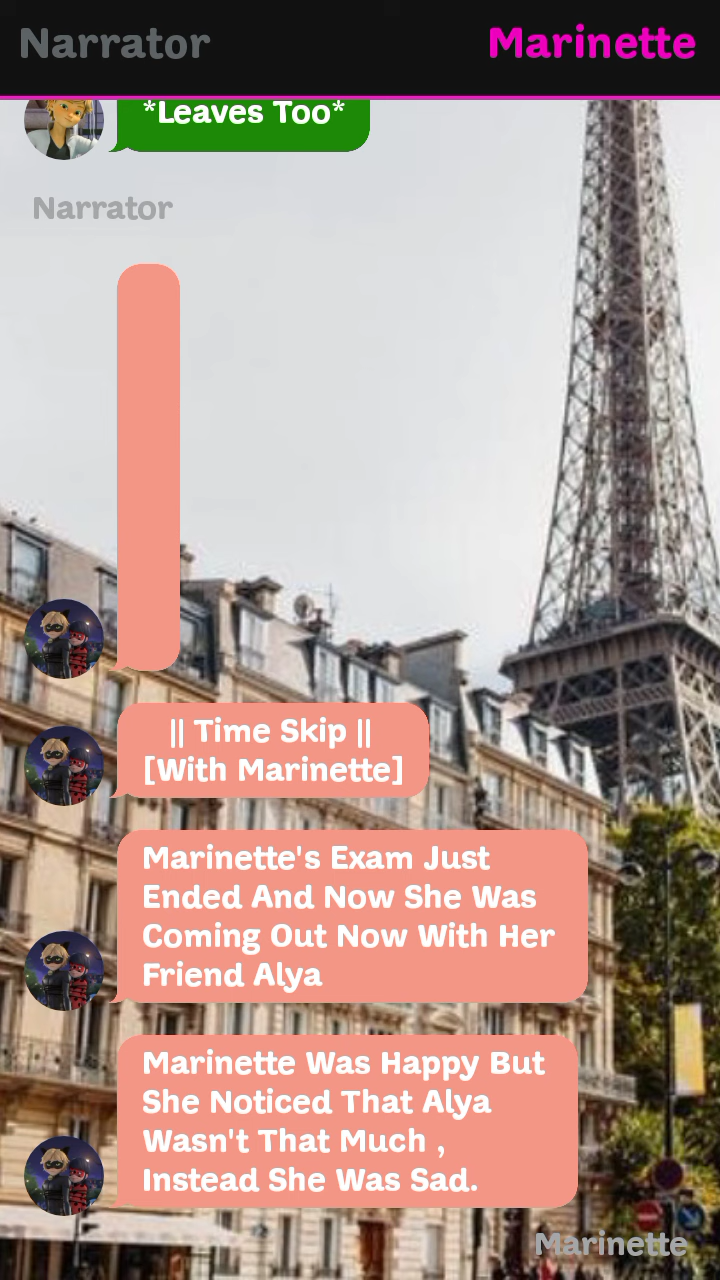 Narrator
Marinette
*Leaves Too*
Narrator
|| Time Skip ||
[With Marinette]
Marinette's Exam Just
Ended And Now She Was
Coming Out Now With Her
Friend Alya
Marinette Was Happy But
She Noticed That Alya
Wasn't That Much ,
Instead She Was Sad.
Marinette